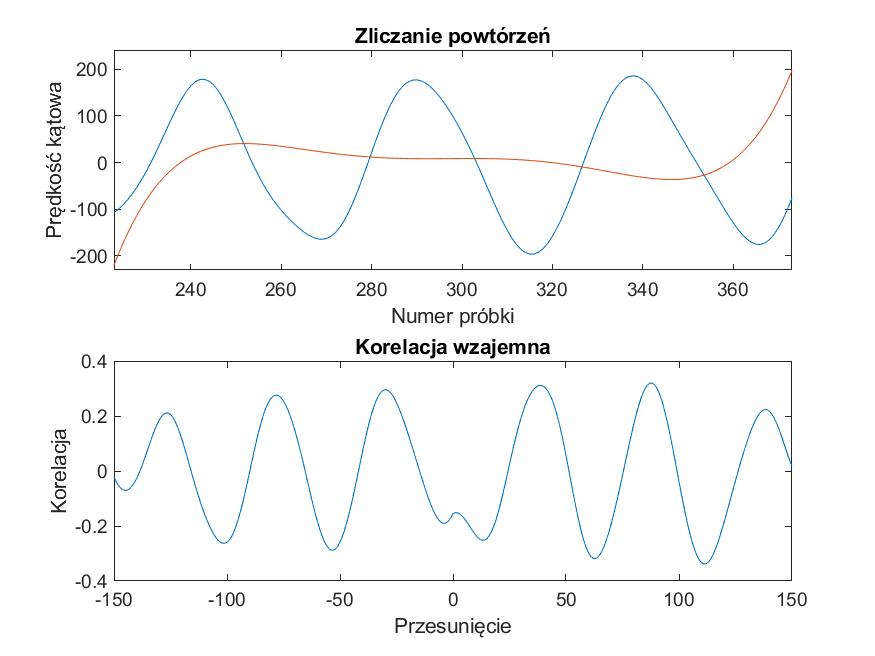 Zliczanie powtórzeń
200
100
0
-100
-200
Prędkość kątowa
240 260 280 300 320 340 360
Numer próbki
Korelacja wzajemna
0.4
0.2
0
-0.2
-0.4
Korelacja
-150 -100 -50 0 50 100 150
Przesunięcie